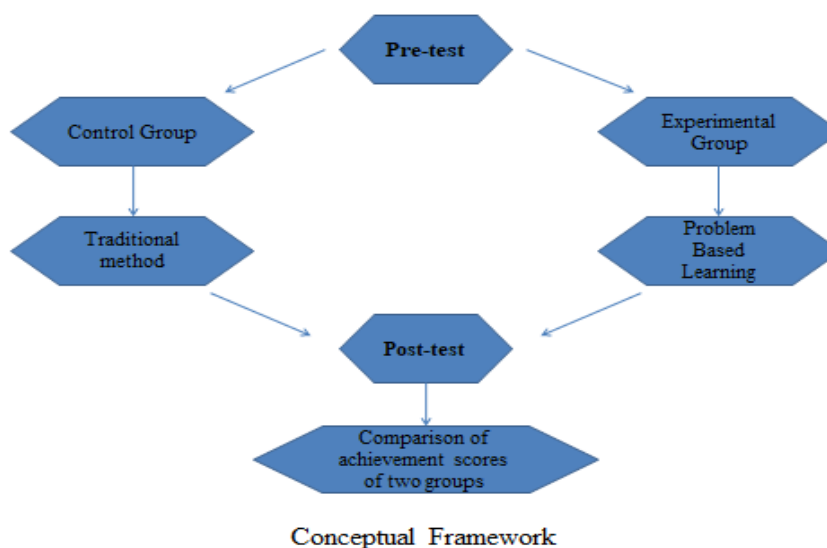 Pre-test
Control Group
Experimental
Group
Traditional
method
Problem
Based
Learning
Post-test
Comparison of
achievement scores
of two groups
Conceptual Framework